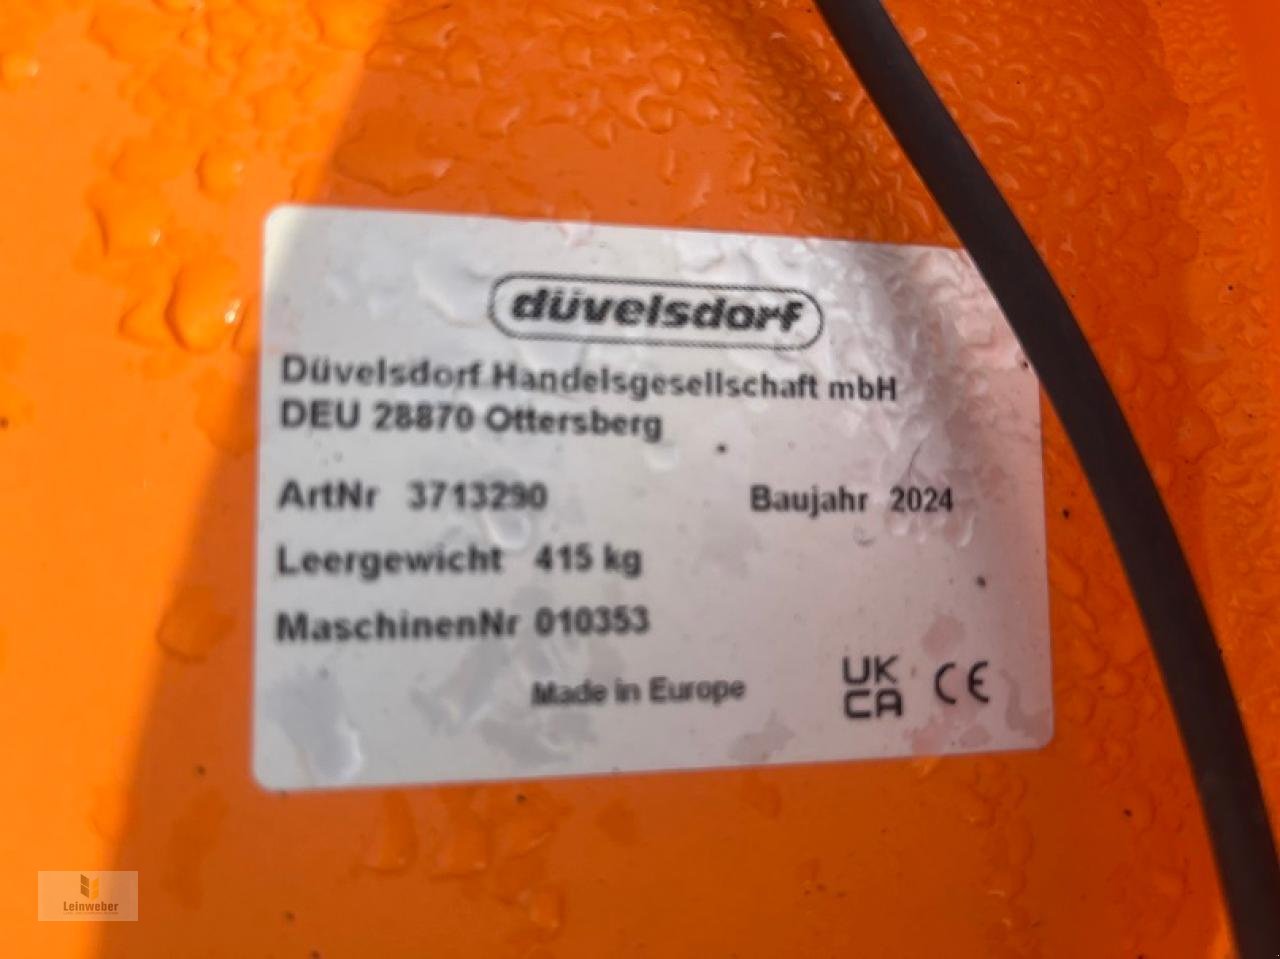 düvelsdorf
Düvelsdorf Handelsgesellschaft mbH
DEU 28870 Ottersberg
ArtNr 3713290 Baujahr 2024
Leergewicht 415 kg
MaschinenNr 010353
Made in Europe
UK
CA CE
Leinweber